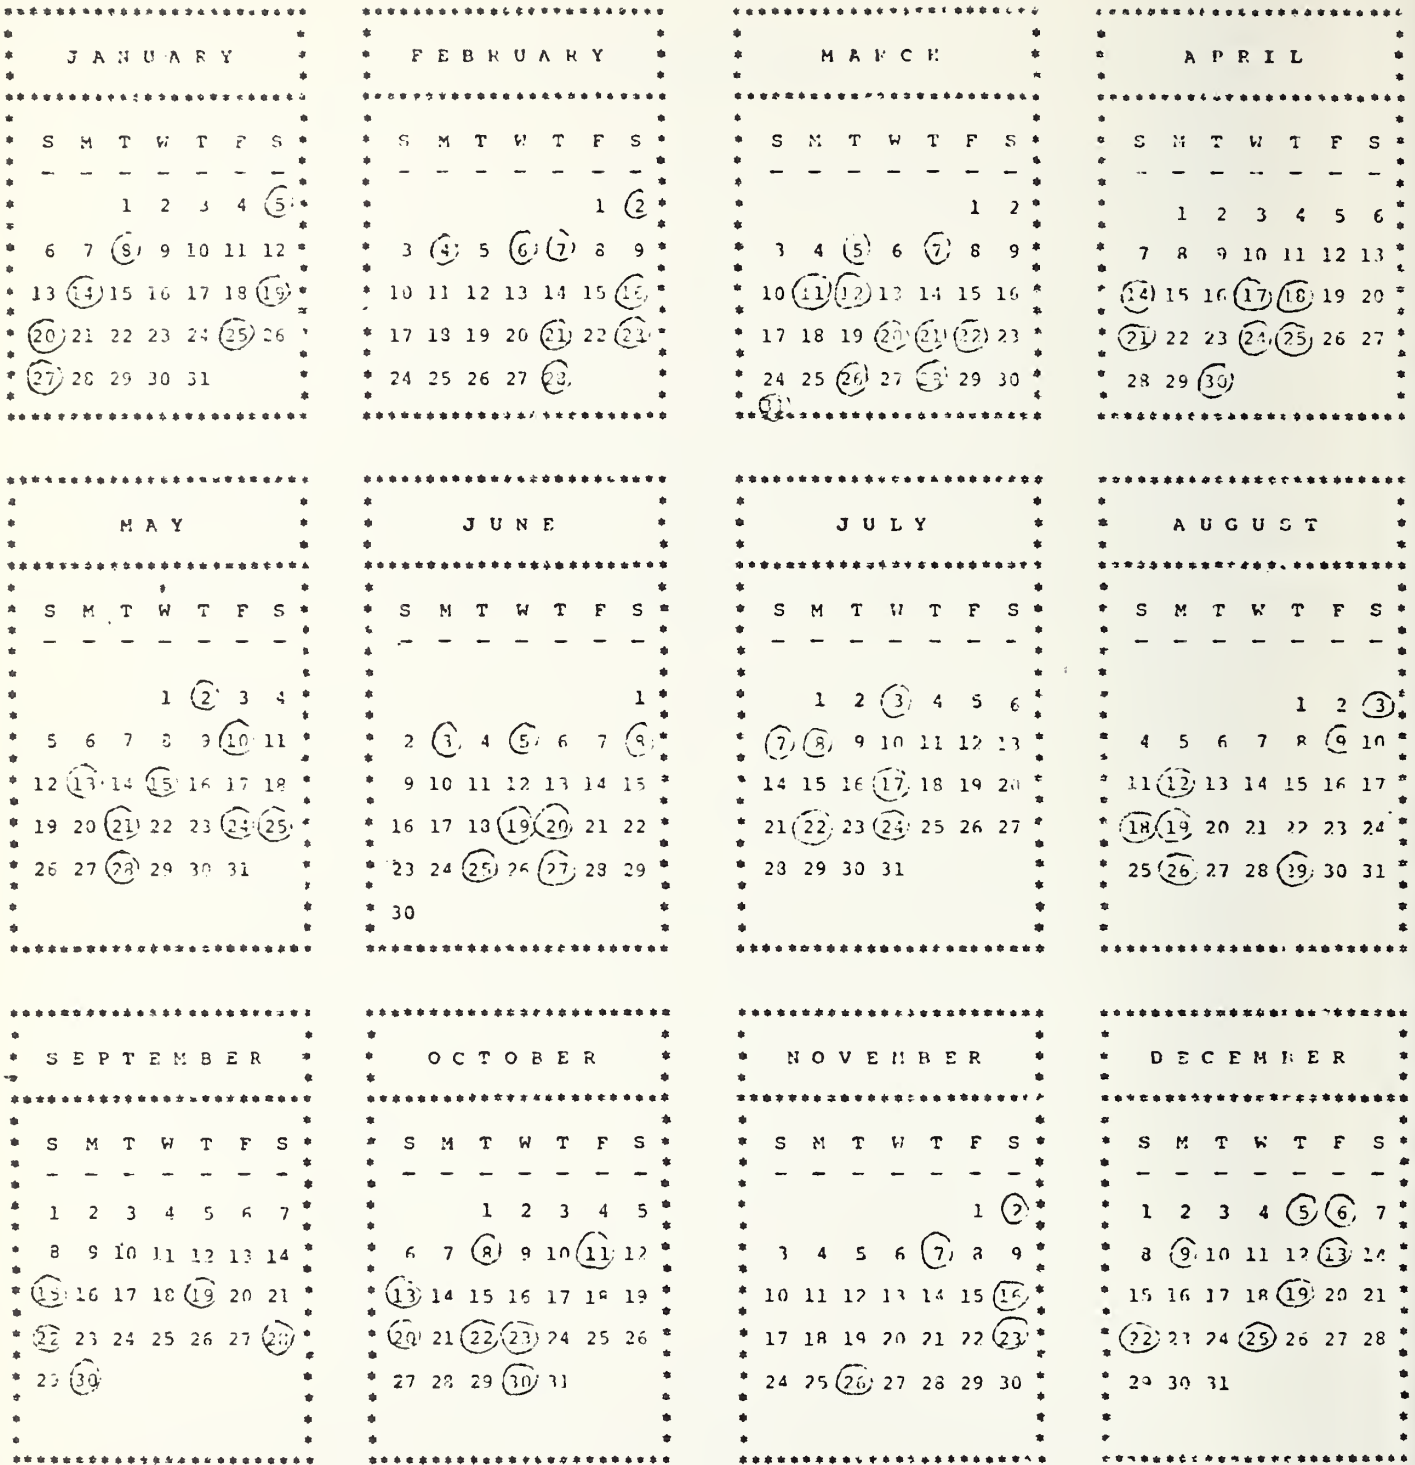 JANUARY
S M T W T F S
1 2 3 4 5
6 7 8 9 10 11 12
13 14 15 16 17 18 19
20 21 22 23 24 25 26
27 28 29 30 31
FEBRUARY
S M T W T F S
1 2
3 4 5 6 7 8 9
10 11 12 13 14 15 16
17 18 19 20 21 22 23
24 25 26 27 28
MARCH
S M T W T F S
1 2
3 4 5 6 7 8 9
10 11 12 13 14 15 16
17 18 19 20 21 22 23
24 25 26 27 28 29 30
31
APRIL
S M T W T F S
1 2 3 4 5 6
7 8 9 10 11 12 13
14 15 16 17 18 19 20
21 22 23 24 25 26 27
28 29 30
MAY
S M T W T F S
1 2 3 4
5 6 7 8 9 10 11
12 13 14 15 16 17 18
19 20 21 22 23 24 25
26 27 28 29 30 31
JUNE
S M T W T F S
1
2 3 4 5 6 7 8
9 10 11 12 13 14 15
16 17 18 19 20 21 22
23 24 25 26 27 28 29
30
JULY
S M T W T F S
1 2 3 4 5 6
7 8 9 10 11 12 13
14 15 16 17 18 19 20
21 22 23 24 25 26 27
28 29 30 31
AUGUST
S M T W T F S
1 2 3
4 5 6 7 8 9 10
11 12 13 14 15 16 17
18 19 20 21 22 23 24
25 26 27 28 29 30 31
SEPTEMBER
S M T W T F S
1 2 3 4 5 6 7
8 9 10 11 12 13 14
15 16 17 18 19 20 21
22 23 24 25 26 27 28
29 30
OCTOBER
S M T W T F S
1 2 3 4 5
6 7 8 9 10 11 12
13 14 15 16 17 18 19
20 21 22 23 24 25 26
27 28 29 30 31
NOVEMBER
S M T W T F S
1 2
3 4 5 6 7 8 9
10 11 12 13 14 15 16
17 18 19 20 21 22 23
24 25 26 27 28 29 30
DECEMBER
S M T W T F S
1 2 3 4 5 6 7
8 9 10 11 12 13 14
15 16 17 18 19 20 21
22 23 24 25 26 27 28
29 30 31